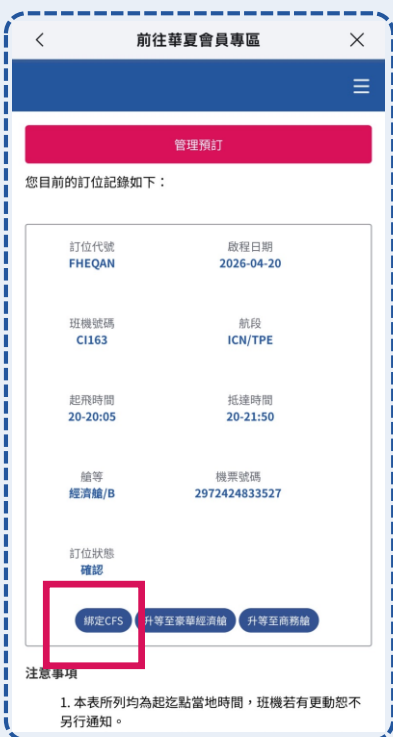 前往華夏會員專區
管理預訂
您目前的訂位記錄如下：
訂位代號 啟程日期
FHEQAN 2026-04-20
班機號碼 航段
CI163 ICN/TPE
起飛時間 抵達時間
20-20:05 20-21:50
艙等 機票號碼
經濟艙/B 2972424833527
訂位狀態
確認
綁定CFS 升等至豪華經濟艙 升等至商務艙
注意事項
1. 本表所列均為起迄點當地時間，班機若有更動恕不
另行通知。